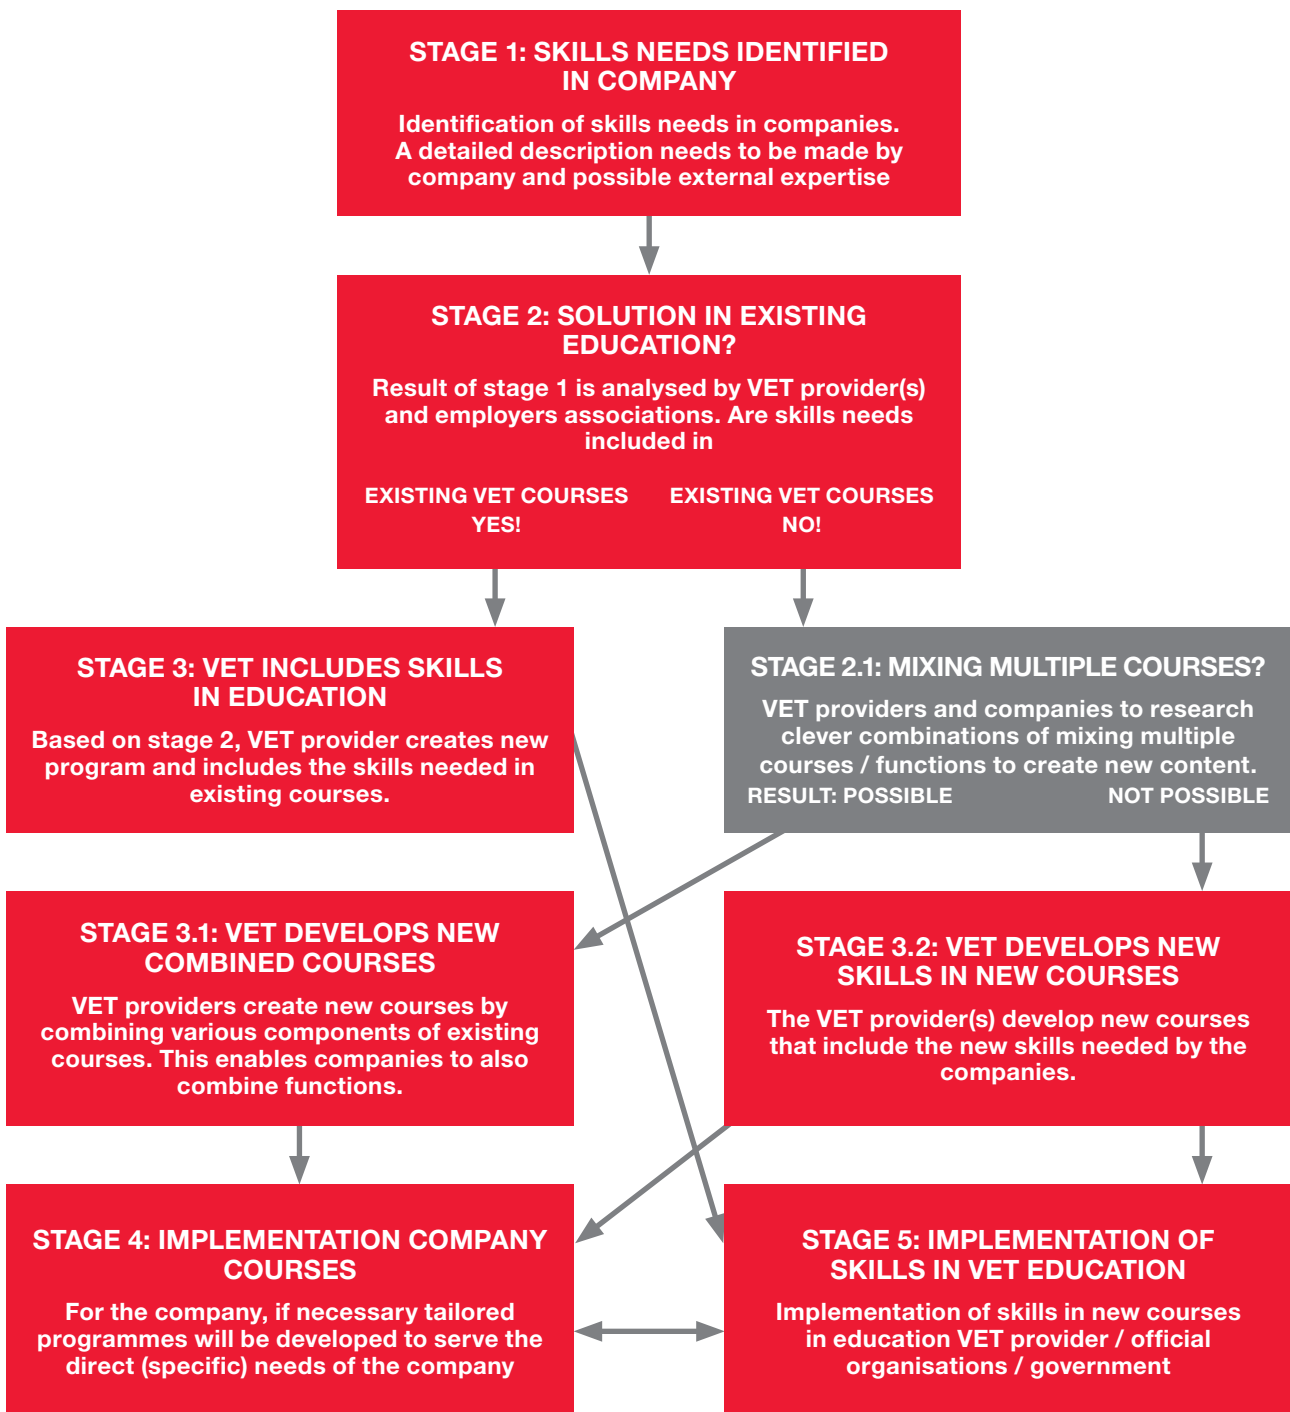 STAGE 1: SKILLS NEEDS IDENTIFIED
IN COMPANY
Identification of skills needs in companies.
A detailed description needs to be made by
company and possible external expertise
STAGE 2: SOLUTION IN EXISTING
EDUCATION?
Result of stage 1 is analysed by VET provider(s)
and employers associations. Are skills needs
included in
EXISTING VET COURSES
YES!
EXISTING VET COURSES
NO!
STAGE 3: VET INCLUDES SKILLS
IN EDUCATION
Based on stage 2, VET provider creates new
program and includes the skills needed in
existing courses.
STAGE 2.1: MIXING MULTIPLE COURSES?
VET providers and companies to research
clever combinations of mixing multiple
courses / functions to create new content.
RESULT: POSSIBLE
NOT POSSIBLE
STAGE 3.1: VET DEVELOPS NEW
COMBINED COURSES
VET providers create new courses by
combining various components of existing
courses. This enables companies to also
combine functions.
STAGE 3.2: VET DEVELOPS NEW
SKILLS IN NEW COURSES
The VET provider(s) develop new courses
that include the new skills needed by the
companies.
STAGE 4: IMPLEMENTATION COMPANY
COURSES
For the company, if necessary tailored
programmes will be developed to serve the
direct (specific) needs of the company
STAGE 5: IMPLEMENTATION OF
SKILLS IN VET EDUCATION
Implementation of skills in new courses
in education VET provider / official
organisations / government